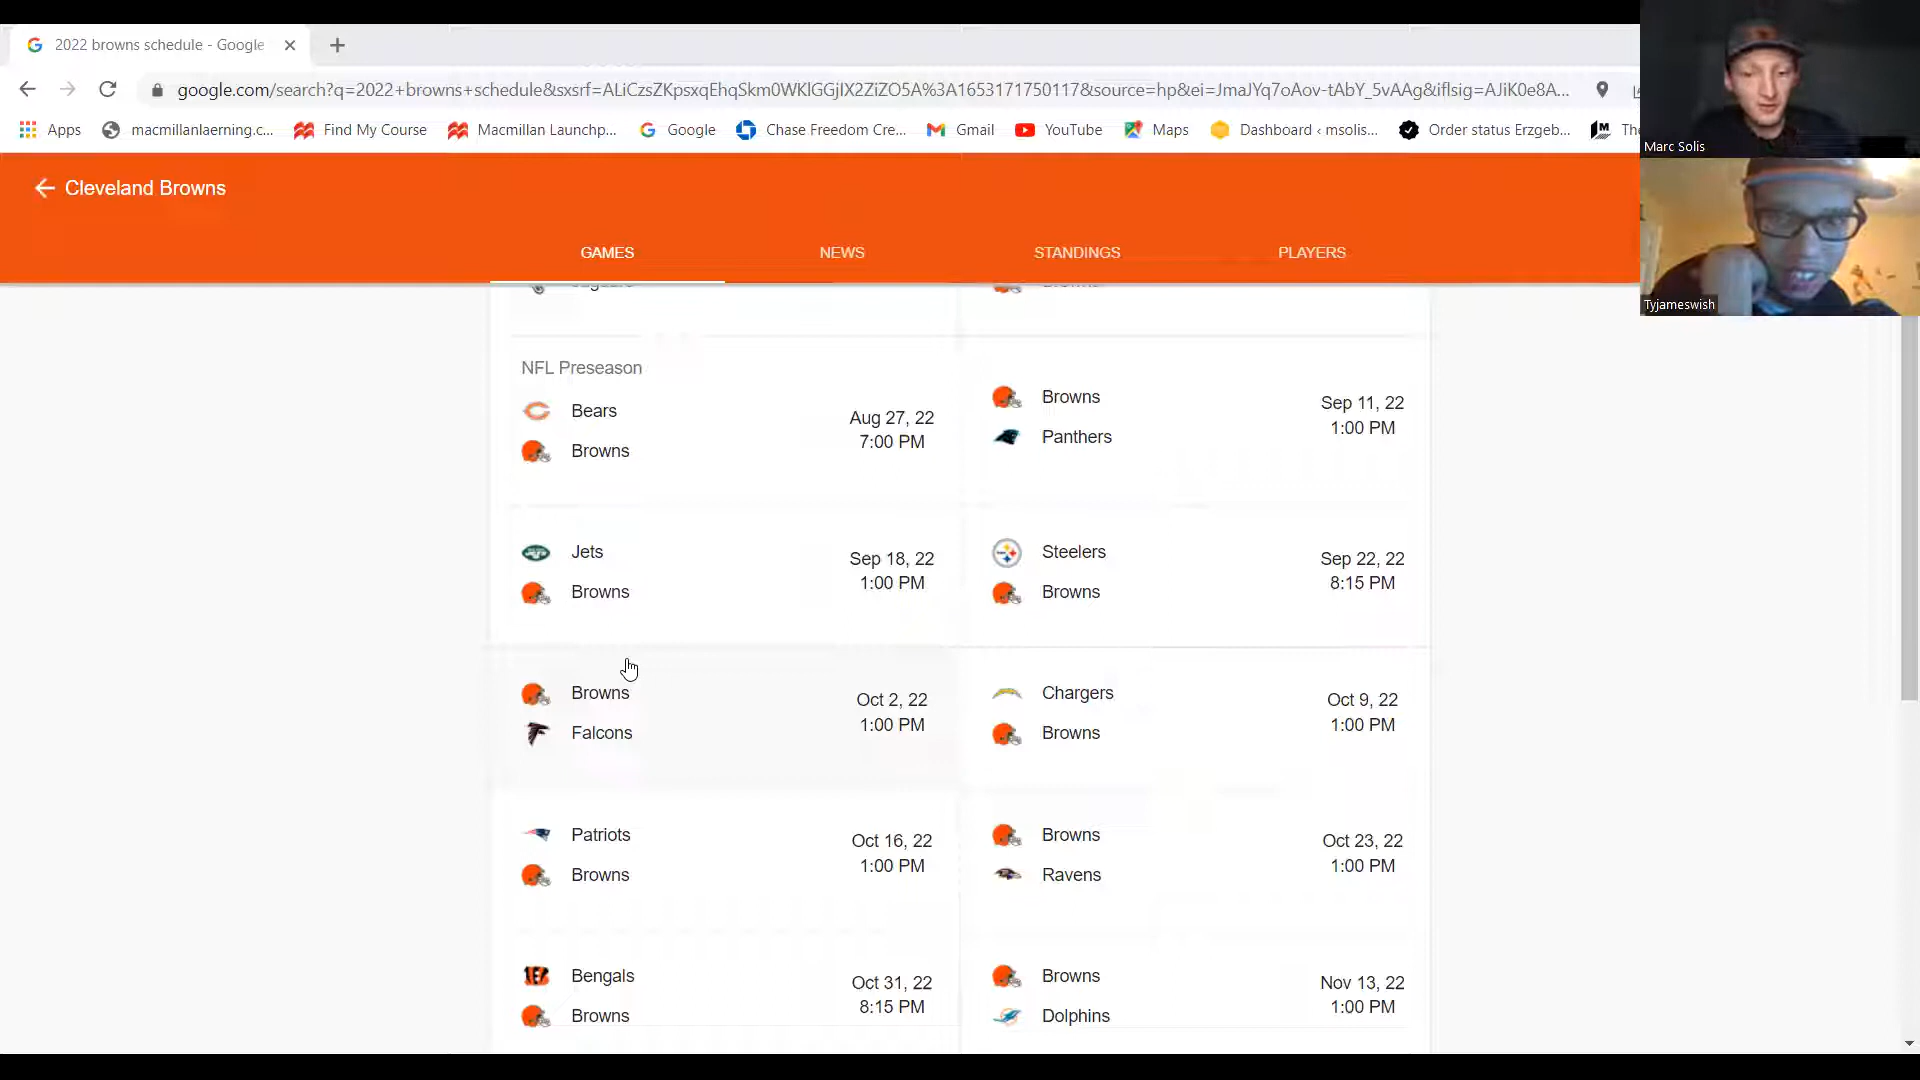 2022 browns schedule - Google
google.com/search?q=2022+browns+schedule&sxsrf=ALiCzsZKpsxqEhqSkm0WKlGGjIX2ZiZO5A%3A1653171750117&source=hp&ei=JmaJYq7oAov-tAbY_5vAAg&iflsig=AJiK0e8A...
Apps macmillanlaerning.c... Find My Course Macmillan Launchp... Google Chase Freedom Cre... Gmail YouTube Maps Dashboard ‹ msolis... Order status Erzgeb... Th
Marc Solis
Cleveland Browns
GAMES NEWS STANDINGS PLAYERS
Tyjameswish
NFL Preseason
Bears
Browns
Aug 27, 22
7:00 PM
Browns
Panthers
Sep 11, 22
1:00 PM
Jets
Browns
Sep 18, 22
1:00 PM
Steelers
Browns
Sep 22, 22
8:15 PM
Browns
Falcons
Oct 2, 22
1:00 PM
Chargers
Browns
Oct 9, 22
1:00 PM
Patriots
Browns
Oct 16, 22
1:00 PM
Browns
Ravens
Oct 23, 22
1:00 PM
Bengals
Browns
Oct 31, 22
8:15 PM
Browns
Dolphins
Nov 13, 22
1:00 PM